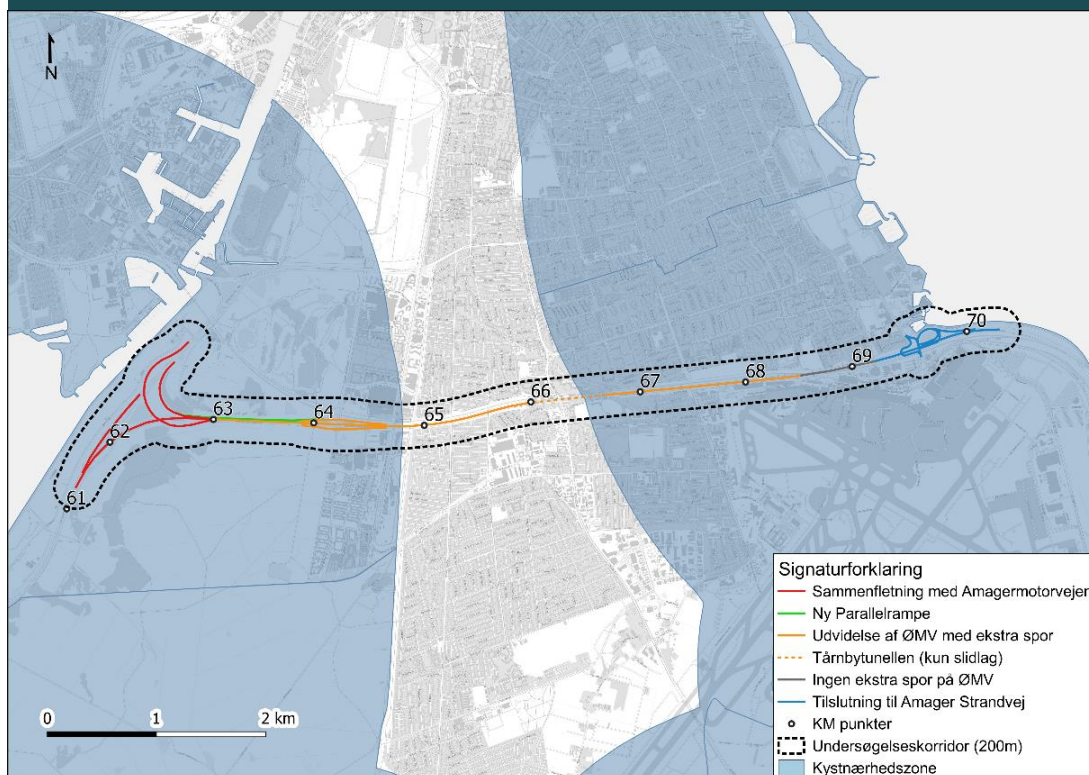 N
70
69
68
67
66
65
64
63
62
61
0 1 2 km
Signaturforklaring
Sammenfletning med Amagermotorvejen
Ny Parallelrampe
Udvidelse af ØMV med ekstra spor
Tårnbytunellen (kun slidlag)
Ingen ekstra spor på ØMV
Tilslutning til Amager Strandvej
KM punkter
Undersøgelseskorridor (200m)
Kystnærhedszone